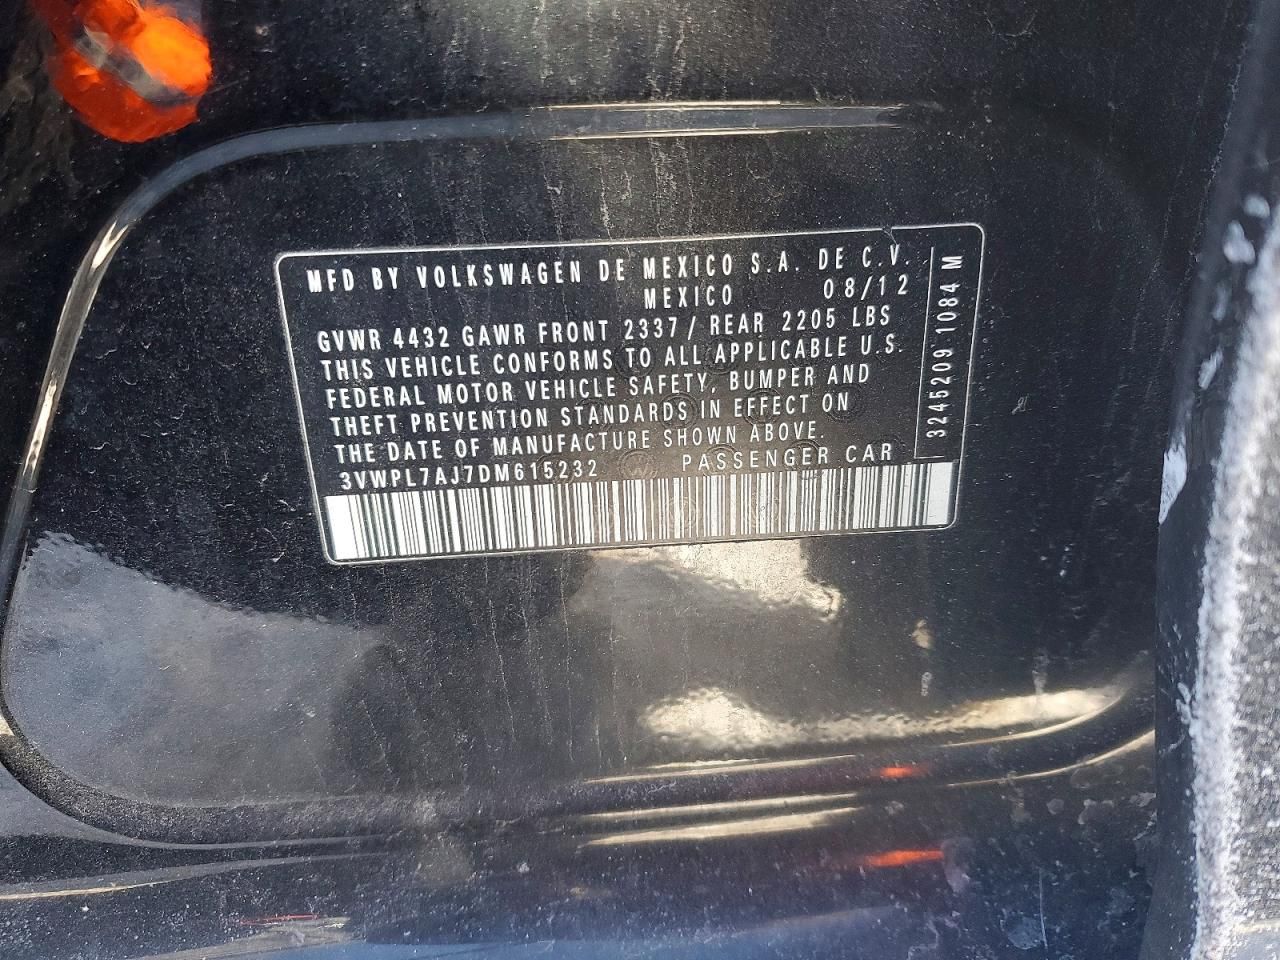 MFD BY VOLKSWAGEN DE MEXICO S.A. DE C.V.
MEXICO 08/12
GVWR 4432 GAWR FRONT 2337 / REAR 2205 LBS
THIS VEHICLE CONFORMS TO ALL APPLICABLE U.S.
FEDERAL MOTOR VEHICLE SAFETY, BUMPER AND
THEFT PREVENTION STANDARDS IN EFFECT ON
THE DATE OF MANUFACTURE SHOWN ABOVE.
3VWPL7AJ7DM615232 PASSENGER CAR
3245209 1084 M